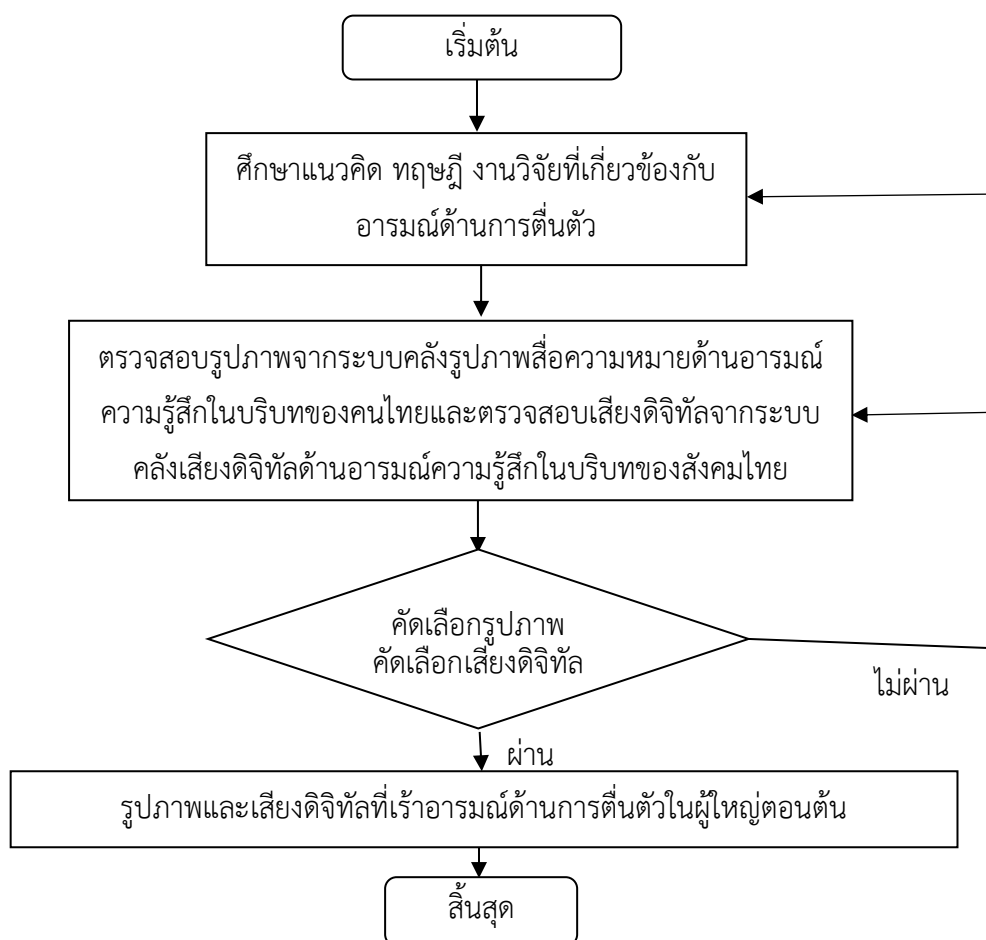 เริ่มต้น
ศึกษาแนวคิด ทฤษฎี งานวิจัยที่เกี่ยวข้องกับ
อารมณ์ด้านการตื่นตัว
ตรวจสอบรูปภาพจากระบบคลังรูปภาพสื่อความหมายด้านอารมณ์
ความรู้สึกในบริบทของคนไทยและตรวจสอบเสียงดิจิทัลจากระบบ
คลังเสียงดิจิทัลด้านอารมณ์ความรู้สึกในบริบทของสังคมไทย
คัดเลือกรูปภาพ
คัดเลือกเสียงดิจิทัล
ไม่ผ่าน
ผ่าน
รูปภาพและเสียงดิจิทัลที่เร้าอารมณ์ด้านการตื่นตัวในผู้ใหญ่ตอนต้น
สิ้นสุด